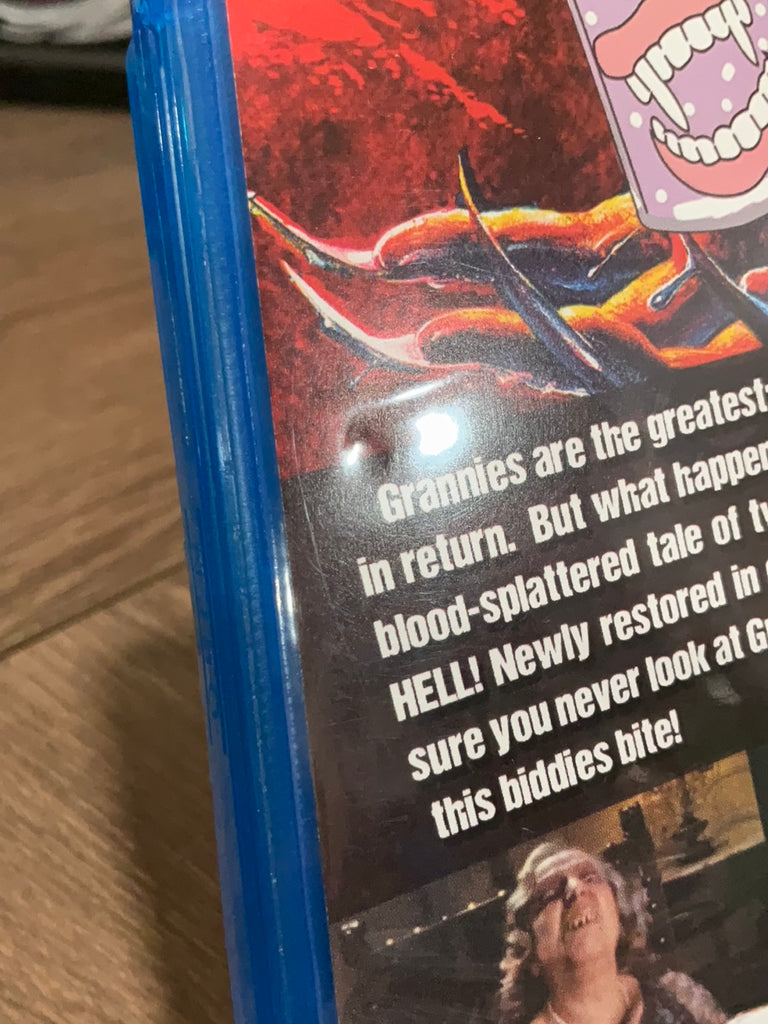 Grannies are the greatest
in return. But what happen
blood-splattered tale of
HELL! Newly restored in
sure you never look at
this biddies bite!